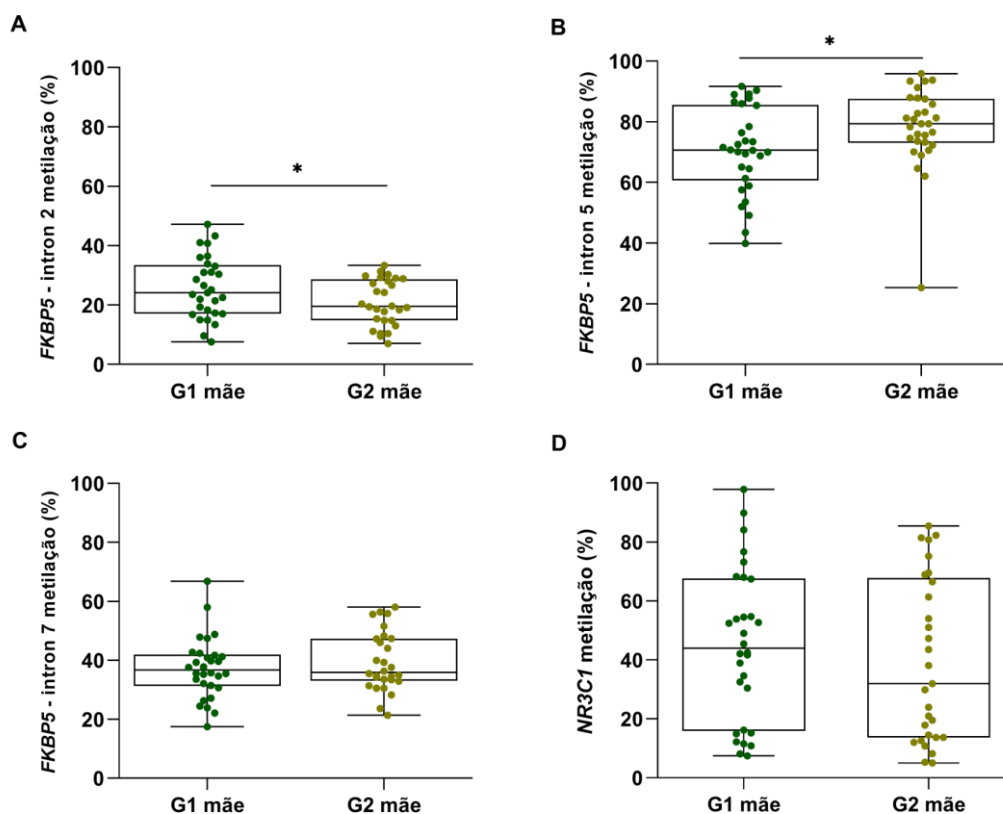 A
FKBP5 - intron 2 metilação (%)
100
80
60
40
20
0
*
G1 mãe
G2 mãe
B
FKBP5 - intron 5 metilação (%)
100
80
60
40
20
0
*
G1 mãe
G2 mãe
C
FKBP5 - intron 7 metilação (%)
100
80
60
40
20
0
G1 mãe
G2 mãe
D
NR3C1 metilação (%)
100
80
60
40
20
0
G1 mãe
G2 mãe